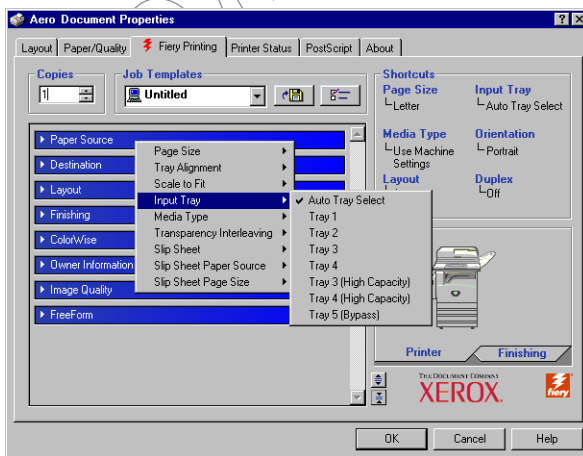 Aero Document Properties
Layout Paper/Quality Fiery Printing Printer Status PostScript About
Copies
1
Job Templates
Untitled
Paper Source
Destination
Layout
Finishing
ColorWise
Owner Information
Image Quality
FreeForm
Page Size
Tray Alignment
Scale to Fit
Input Tray
Media Type
Transparency Interleaving
Slip Sheet
Slip Sheet Paper Source
Slip Sheet Page Size
Auto Tray Select
Tray 1
Tray 2
Tray 3
Tray 4
Tray 3 (High Capacity)
Tray 4 (High Capacity)
Tray 5 (Bypass)
Shortcuts
Page Size
Letter
Input Tray
Auto Tray Select
Media Type
Use Machine
Settings
Orientation
Portrait
Layout
Duplex
Off
Printer Finishing
THE DOCUMENT COMPANY
XEROX.
fiery
OK Cancel Help